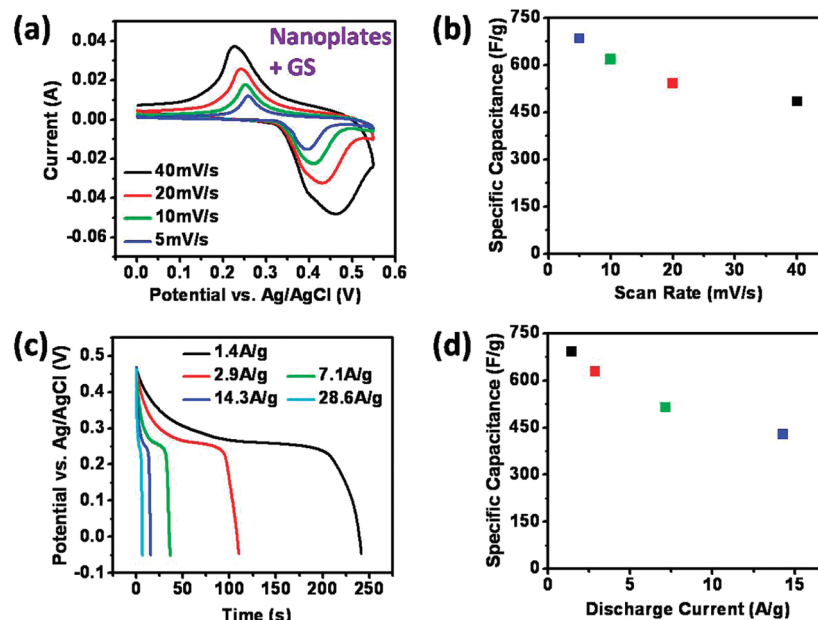 (a)
Nanoplates
+ GS
0.04
0.02
0.00
-0.02
-0.04
-0.06
Current (A)
40mV/s
20mV/s
10mV/s
5mV/s
0.0 0.1 0.2 0.3 0.4 0.5 0.6
Potential vs. Ag/AgCl (V)
(b)
750
600
450
300
150
0
Specific Capacitance (F/g)
0 10 20 30 40
Scan Rate (mV/s)
(c)
0.5
0.4
0.3
0.2
0.1
0.0
-0.1
Potential vs. Ag/AgCl (V)
1.4A/g
2.9A/g 7.1A/g
14.3A/g 28.6A/g
0 50 100 150 200 250
Time (s)
(d)
750
600
450
300
150
0
Specific Capacitance (F/g)
0 5 10 15
Discharge Current (A/g)